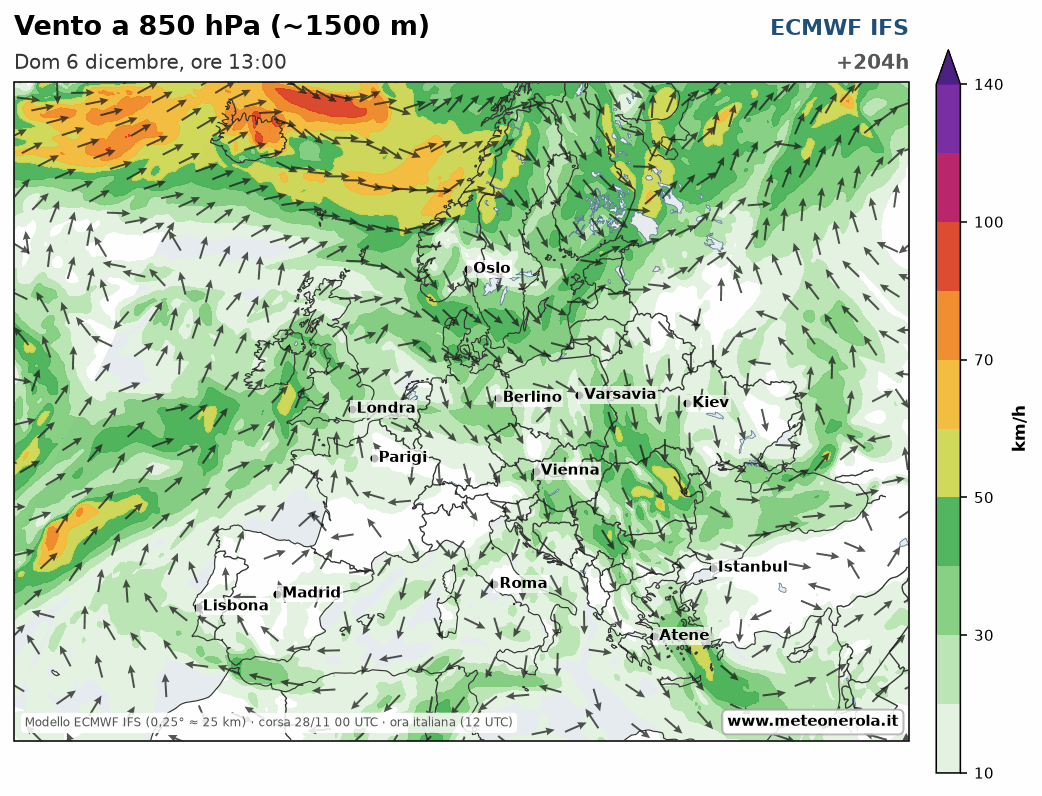 Vento a 850 hPa (~1500 m)
ECMWF IFS
Dom 6 dicembre, ore 13:00
+204h
140
100
70
50
30
10
km/h
Oslo
Londra
Berlino
Varsavia
Kiev
Parigi
Vienna
Istanbul
Roma
Madrid
Lisbona
Atene
Modello ECMWF IFS (0,25° ≈ 25 km) · corsa 28/11 00 UTC · ora italiana (12 UTC)
www.meteonerola.it